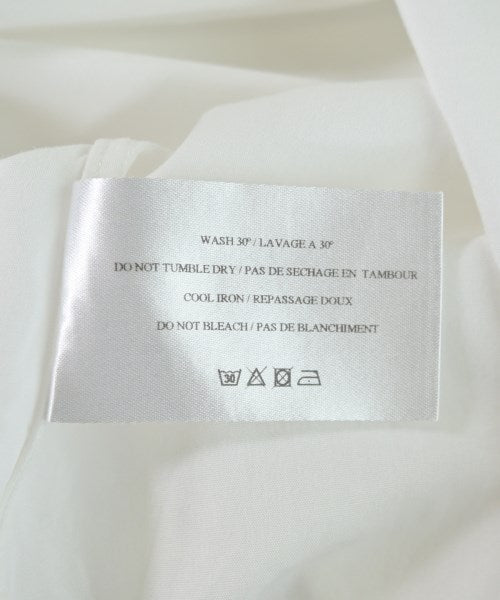 WASH 30° / LAVAGE A 30°
DO NOT TUMBLE DRY / PAS DE SECHAGE EN TAMBOUR
COOL IRON / REPASSAGE DOUX
DO NOT BLEACH / PAS DE BLANCHIMENT
30